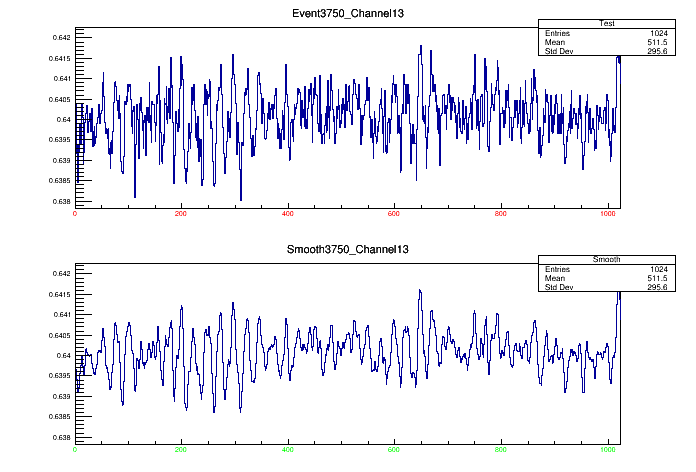 Event3750_Channel13
Test
Entries 1024
Mean 511.5
Std Dev 295.6
0.642
0.6415
0.641
0.6405
0.64
0.6395
0.639
0.6385
0.638
0 200 400 600 800 1000
Smooth3750_Channel13
Smooth
Entries 1024
Mean 511.5
Std Dev 295.6
0.642
0.6415
0.641
0.6405
0.64
0.6395
0.639
0.6385
0.638
0 200 400 600 800 1000